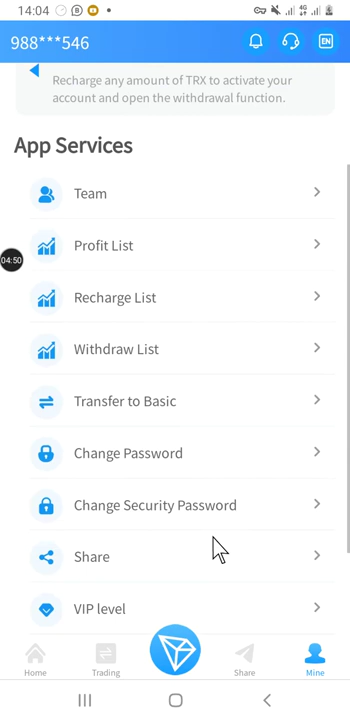 14:04
4G
988***546
EN
Recharge any amount of TRX to activate your
account and open the withdrawal function.
App Services
Team
04:50
Profit List
Recharge List
Withdraw List
Transfer to Basic
Change Password
Change Security Password
Share
VIP level
Home
Trading
Share
Mine